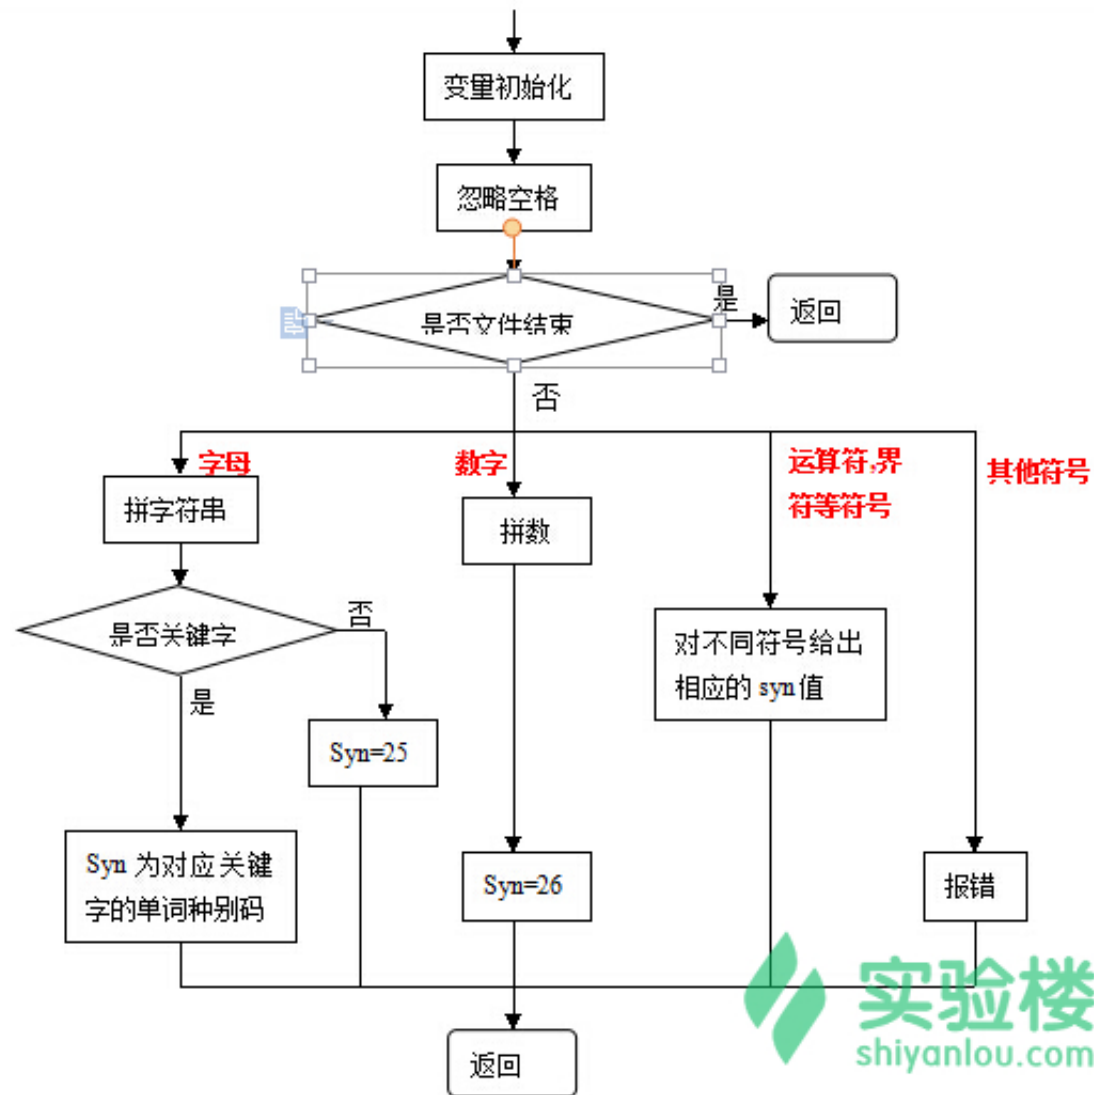 变量初始化
忽略空格
是否文件结束
是
返回
否
字母
数字
运算符,界
符等符号
其他符号
拼字符串
拼数
是否关键字
否
对不同符号给出
相应的 syn 值
是
Syn=25
Syn 为对应关键
字的单词种别码
Syn=26
报错
返回
实验楼
shiyanlou.com